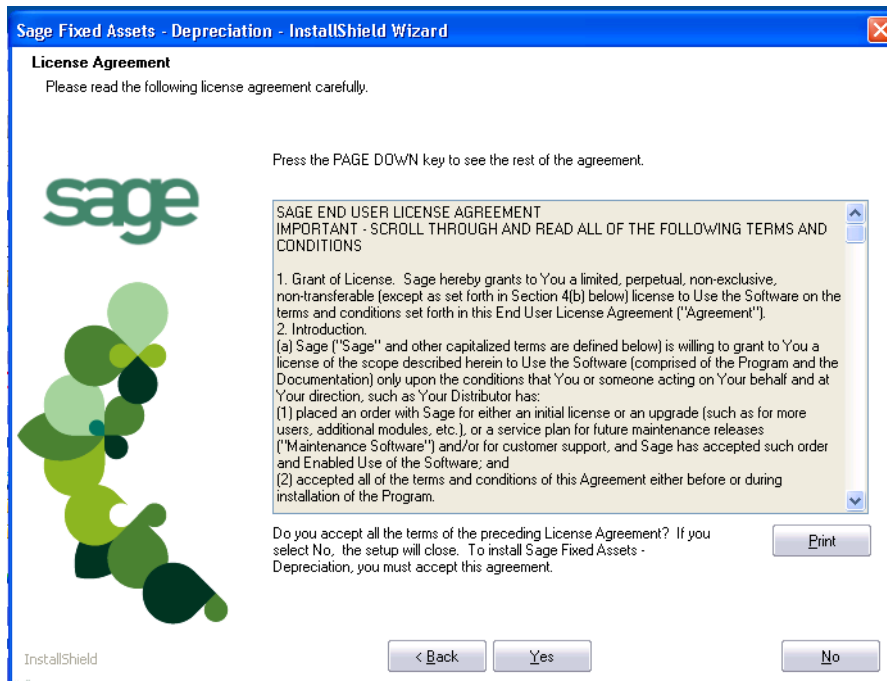 Sage Fixed Assets - Depreciation - InstallShield Wizard
License Agreement
Please read the following license agreement carefully.
Press the PAGE DOWN key to see the rest of the agreement.
sage
SAGE END USER LICENSE AGREEMENT
IMPORTANT - SCROLL THROUGH AND READ ALL OF THE FOLLOWING TERMS AND
CONDITIONS
1. Grant of License.  Sage hereby grants to You a limited, perpetual, non-exclusive,
non-transferable (except as set forth in Section 4(b) below) license to Use the Software on the
terms and conditions set forth in this End User License Agreement ("Agreement").
2. Introduction.
(a) Sage ("Sage" and other capitalized terms are defined below) is willing to grant to You a
license of the scope described herein to Use the Software (comprised of the Program and the
Documentation) only upon the conditions that You or someone acting on Your behalf and at
Your direction, such as Your Distributor has:
(1) placed an order with Sage for either an initial license or an upgrade (such as for more
users, additional modules, etc.), or a service plan for future maintenance releases
("Maintenance Software") and/or for customer support, and Sage has accepted such order
and Enabled Use of the Software; and
(2) accepted all of the terms and conditions of this Agreement either before or during
installation of the Program.
Do you accept all the terms of the preceding License Agreement?  If you
select No,  the setup will close.  To install Sage Fixed Assets -
Depreciation, you must accept this agreement.
Print
InstallShield
< Back
Yes
No